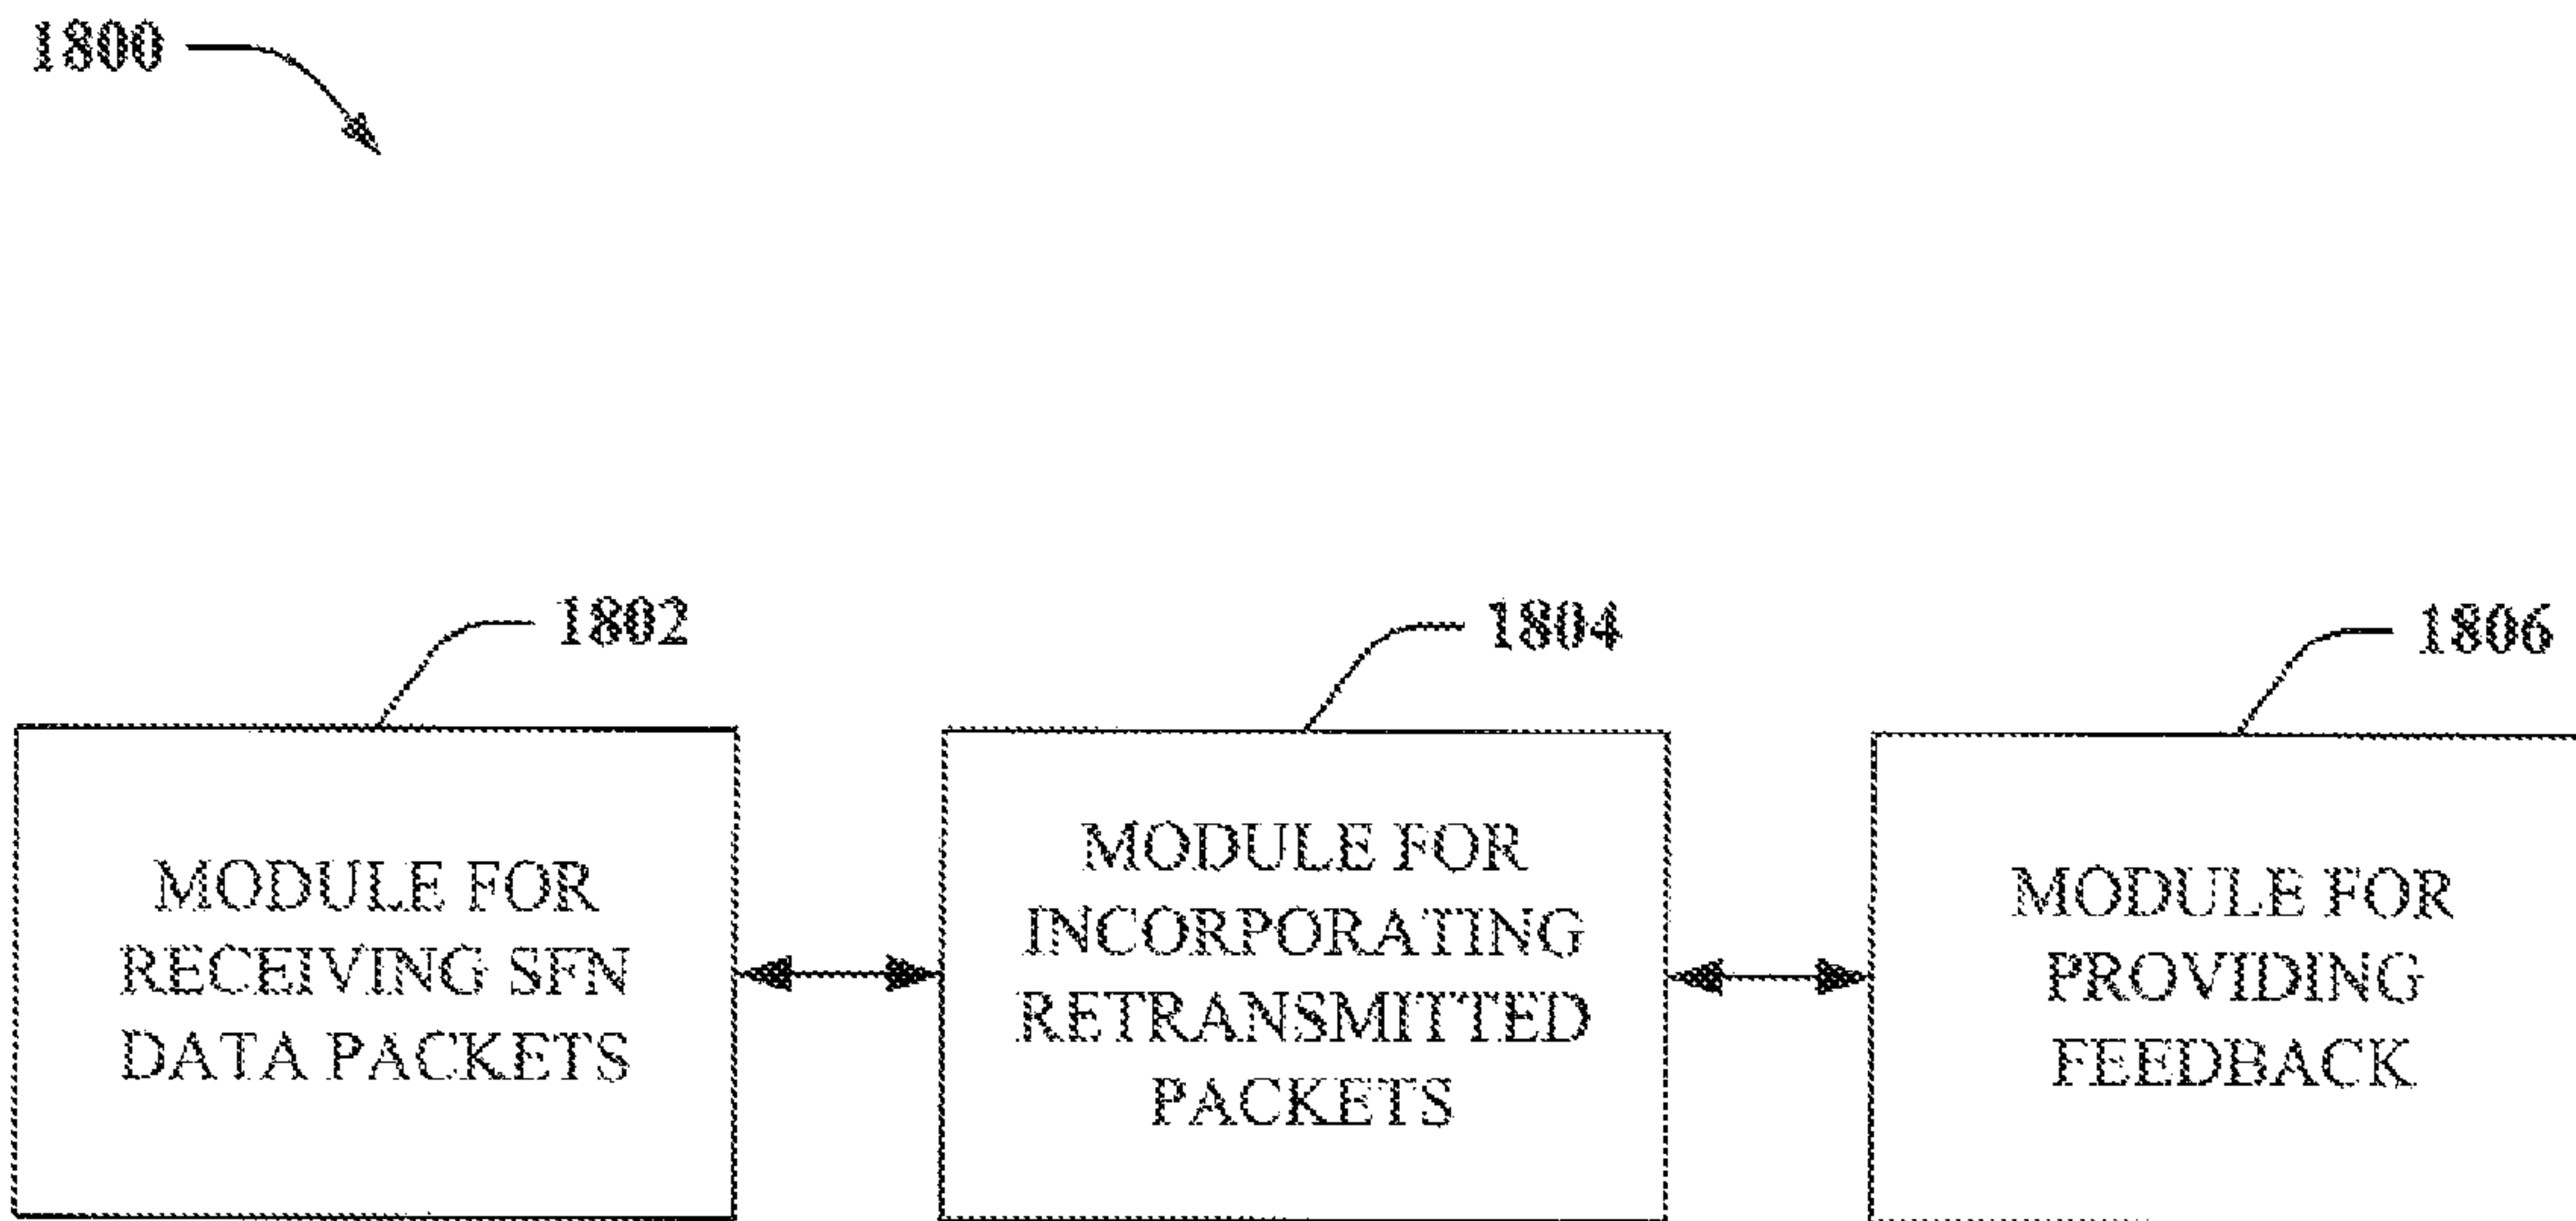 1800
1802
1804
1806
MODULE FOR
RECEIVING SFN
DATA PACKETS
MODULE FOR
INCORPORATING
RETRANSMITTED
PACKETS
MODULE FOR
PROVIDING
FEEDBACK